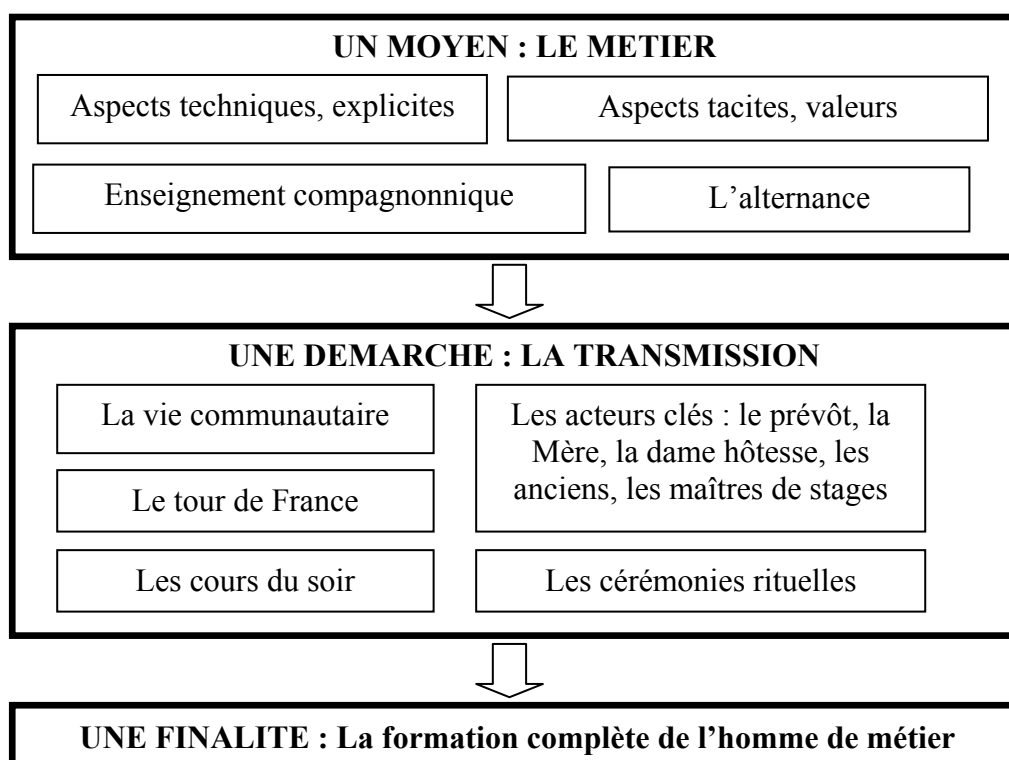 UN MOYEN : LE METIER
Aspects techniques, explicites
Aspects tacites, valeurs
Enseignement compagnonnique
L’alternance
UNE DEMARCHE : LA TRANSMISSION
La vie communautaire
Le tour de France
Les cours du soir
Les acteurs clés : le prévôt, la
Mère, la dame hôtesse, les
anciens, les maîtres de stages
Les cérémonies rituelles
UNE FINALITE : La formation complète de l’homme de métier